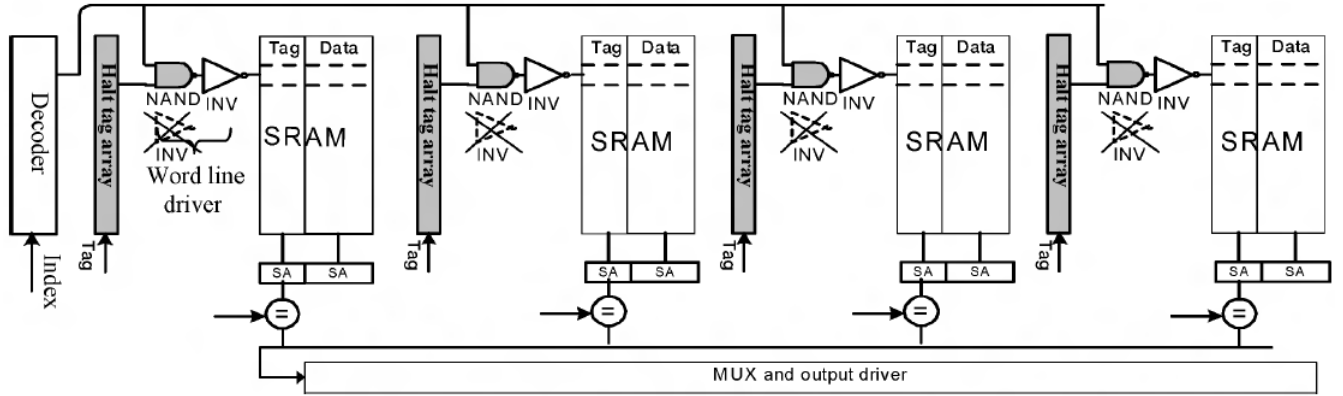 Decoder
Index
Halt tag array
Tag
NAND
INV
INV
Word line
driver
Tag Data
SRAM
SA SA
=
Halt tag array
Tag
NAND
INV
INV
Tag Data
SRAM
SA SA
=
Halt tag array
Tag
NAND
INV
INV
Tag Data
SRAM
SA SA
=
Halt tag array
Tag
NAND
INV
INV
Tag Data
SRAM
SA SA
=
MUX and output driver